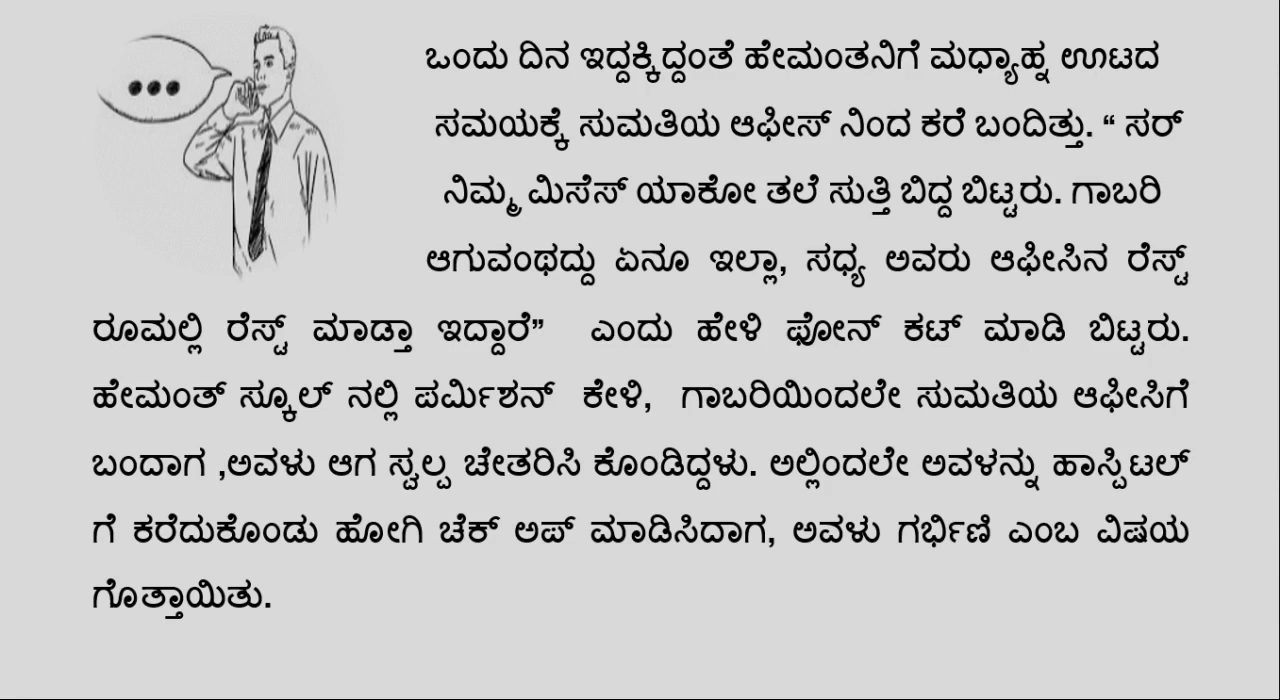 ಒಂದು ದಿನ ಇದ್ದಕ್ಕಿದ್ದಂತೆ ಹೇಮಂತನಿಗೆ ಮಧ್ಯಾಹ್ನ ಊಟದ
ಸಮಯಕ್ಕೆ ಸುಮತಿಯ ಆಫೀಸ್ ನಿಂದ ಕರೆ ಬಂದಿತ್ತು. “ ಸರ್
ನಿಮ್ಮ ಮಿಸೆಸ್ ಯಾಕೋ ತಲೆ ಸುತ್ತಿ ಬಿದ್ದ ಬಿಟ್ಟರು. ಗಾಬರಿ
ಆಗುವಂಥದ್ದು ಏನೂ ಇಲ್ಲಾ, ಸಧ್ಯ ಅವರು ಆಫೀಸಿನ ರೆಸ್ಟ್
ರೂಮಲ್ಲಿ ರೆಸ್ಟ್ ಮಾಡ್ತಾ ಇದ್ದಾರೆ” ಎಂದು ಹೇಳಿ ಫೋನ್ ಕಟ್ ಮಾಡಿ ಬಿಟ್ಟರು.
ಹೇಮಂತ್ ಸ್ಕೂಲ್ ನಲ್ಲಿ ಪರ್ಮಿಶನ್ ಕೇಳಿ, ಗಾಬರಿಯಿಂದಲೇ ಸುಮತಿಯ ಆಫೀಸಿಗೆ
ಬಂದಾಗ ,ಅವಳು ಆಗ ಸ್ವಲ್ಪ ಚೇತರಿಸಿ ಕೊಂಡಿದ್ದಳು. ಅಲ್ಲಿಂದಲೇ ಅವಳನ್ನು ಹಾಸ್ಪಿಟಲ್
ಗೆ ಕರೆದುಕೊಂಡು ಹೋಗಿ ಚೆಕ್ ಅಪ್ ಮಾಡಿಸಿದಾಗ, ಅವಳು ಗರ್ಭಿಣಿ ಎಂಬ ವಿಷಯ
ಗೊತ್ತಾಯಿತು.